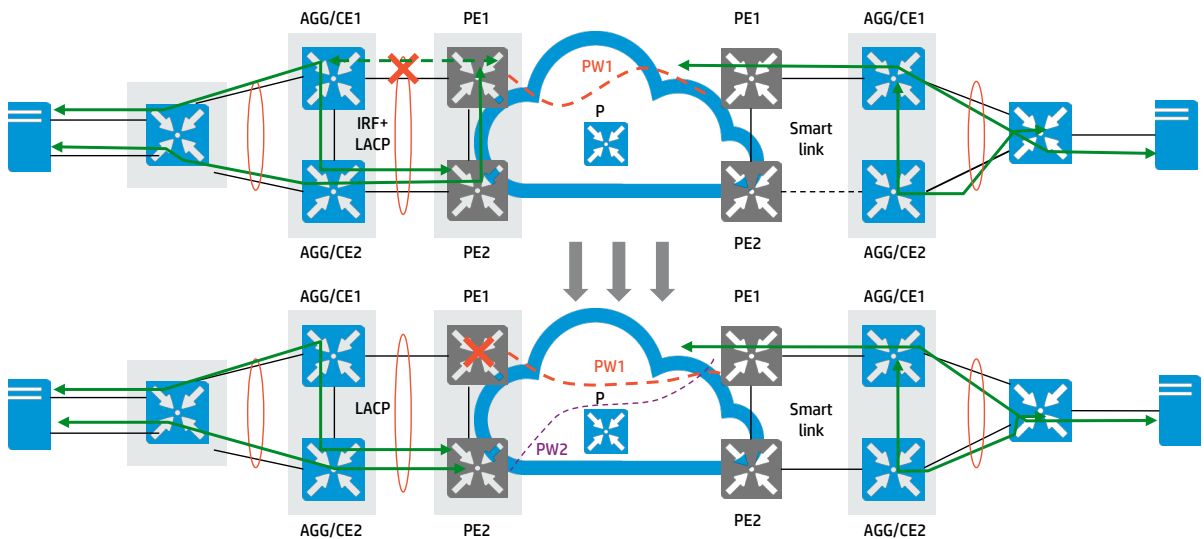 AGG/CE1 PE1 PE1 AGG/CE1
PW1
P
IRF+
LACP
Smart
link
AGG/CE2 PE2 PE2 AGG/CE2
AGG/CE1 PE1 PE1 AGG/CE1
PW1
P
LACP
Smart
link
PW2
AGG/CE2 PE2 PE2 AGG/CE2